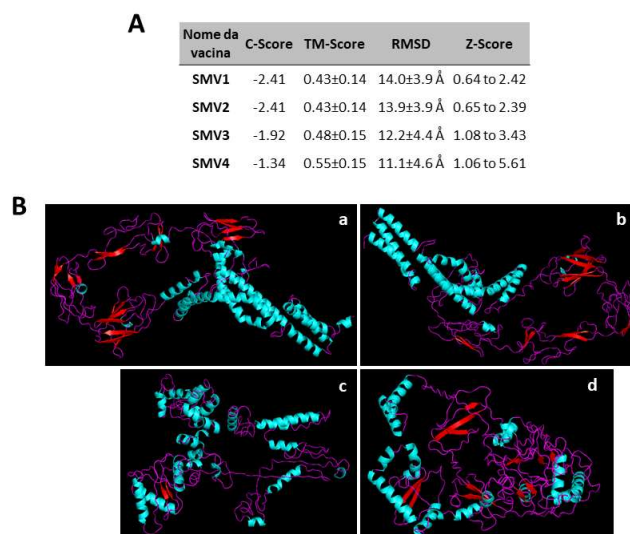 A
Nome da vacina C-Score TM-Score RMSD Z-Score
SMV1 -2.41 0.43±0.14 14.0±3.9 Å 0.64 to 2.42
SMV2 -2.41 0.43±0.14 13.9±3.9 Å 0.65 to 2.39
SMV3 -1.92 0.48±0.15 12.2±4.4 Å 1.08 to 3.43
SMV4 -1.34 0.55±0.15 11.1±4.6 Å 1.06 to 5.61
B
a b
c d